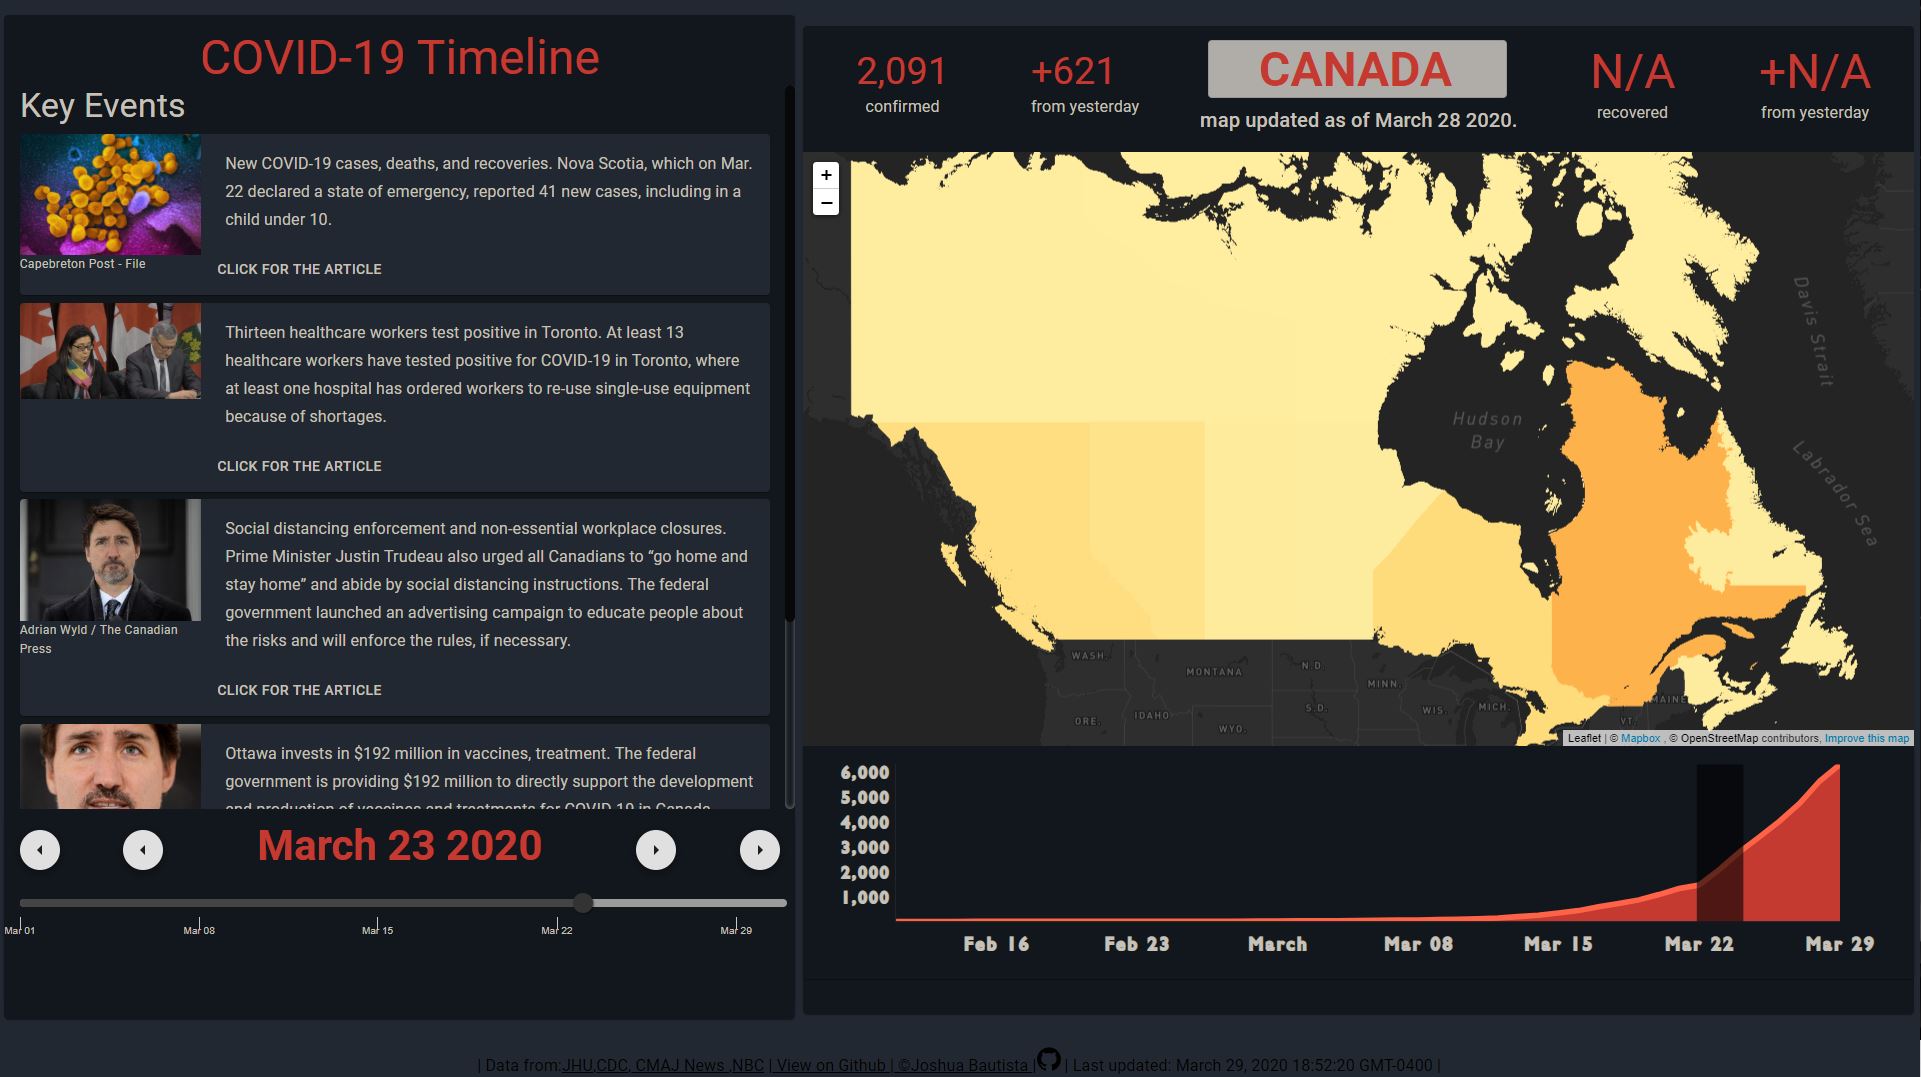 COVID-19 Timeline
Key Events
New COVID-19 cases, deaths, and recoveries. Nova Scotia, which on Mar.
22 declared a state of emergency, reported 41 new cases, including in a
child under 10.
Capebreton Post - File
CLICK FOR THE ARTICLE
Thirteen healthcare workers test positive in Toronto. At least 13
healthcare workers have tested positive for COVID-19 in Toronto, where
at least one hospital has ordered workers to re-use single-use equipment
because of shortages.
CLICK FOR THE ARTICLE
Social distancing enforcement and non-essential workplace closures.
Prime Minister Justin Trudeau also urged all Canadians to “go home and
stay home” and abide by social distancing instructions. The federal
government launched an advertising campaign to educate people about
the risks and will enforce the rules, if necessary.
Adrian Wyld / The Canadian
Press
CLICK FOR THE ARTICLE
Ottawa invests in $192 million in vaccines, treatment. The federal
government is providing $192 million to directly support the development
and production of vaccines and treatments for COVID-19 in Canada
March 23 2020
Mar 01
Mar 08
Mar 15
Mar 22
Mar 29
2,091
confirmed
+621
from yesterday
CANADA
map updated as of March 28 2020.
N/A
recovered
+N/A
from yesterday
+
−
Davis Strait
Hudson
Bay
Labrador Sea
WASH.
MONTANA
N.D.
MINN.
ORE.
IDAHO
WYO.
S.D.
WIS.
MICH.
VT.
MAINE
Leaflet | © Mapbox , © OpenStreetMap contributors, Improve this map
6,000
5,000
4,000
3,000
2,000
1,000
Feb 16
Feb 23
March
Mar 08
Mar 15
Mar 22
Mar 29
| Data from:JHU,CDC, CMAJ News ,NBC | View on Github | ©Joshua Bautista | | Last updated: March 29, 2020 18:52:20 GMT-0400 |